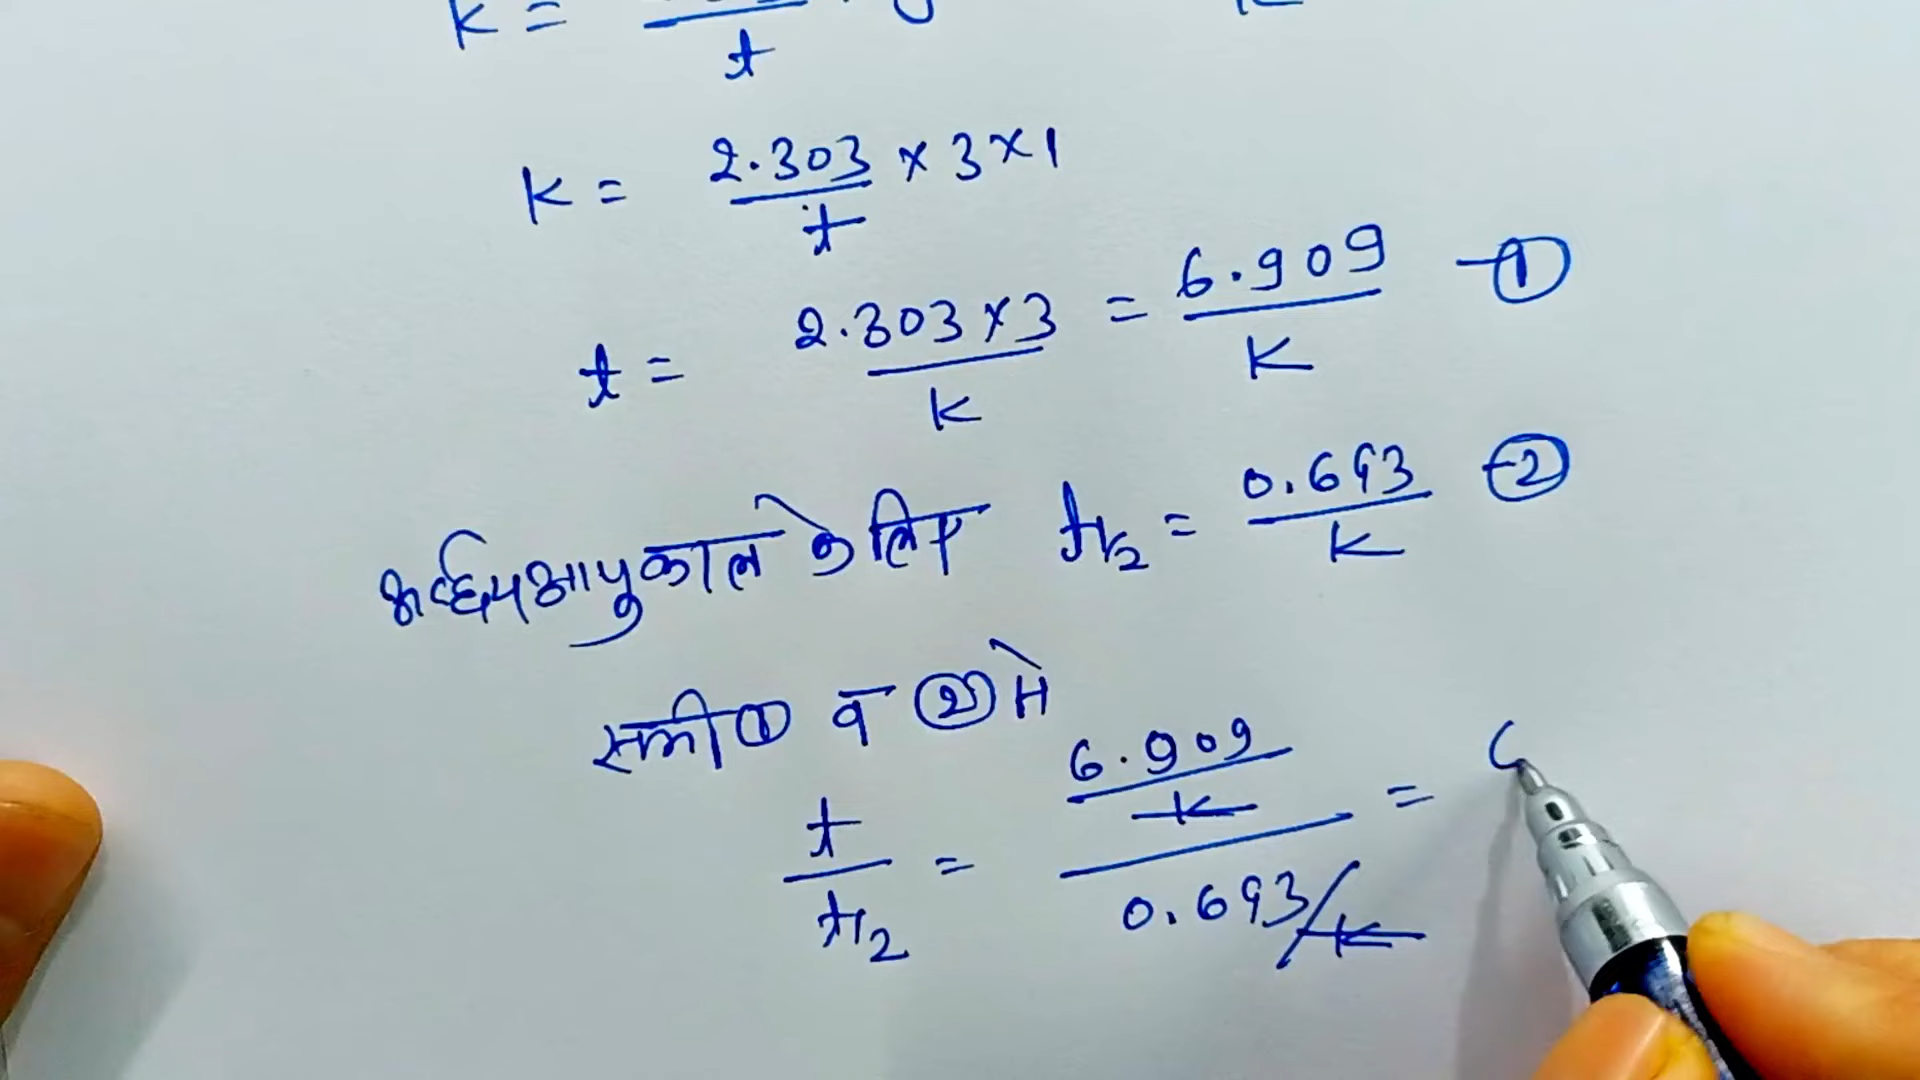 k =
t
k = 2.303/t × 3 × 1
t = 2.303 × 3/k = 6.909/k — ①
अर्द्धयआयुकाल के लिए t1/2 = 0.693/k — ②
समी ① व ② से
t/t1/2 = 6.909/k / 0.693/k =